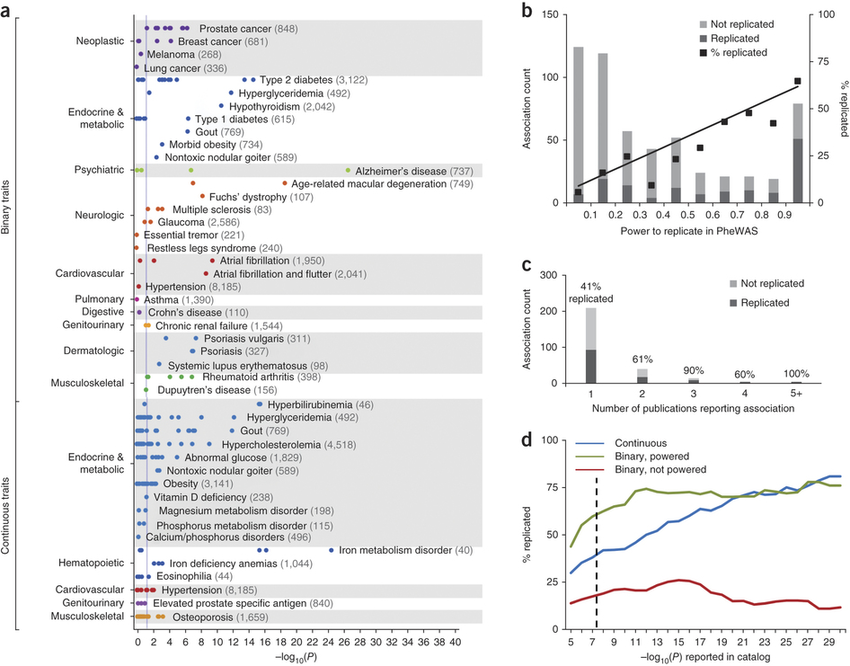 a
Binary traits
Continuous traits
Neoplastic
Prostate cancer (848)
Breast cancer (681)
Melanoma (268)
Lung cancer (336)
Endocrine &
metabolic
Type 2 diabetes (3,122)
Hyperglyceridemia (492)
Hypothyroidism (2,042)
Type 1 diabetes (615)
Gout (769)
Morbid obesity (734)
Nontoxic nodular goiter (589)
Psychiatric
Alzheimer's disease (737)
Neurologic
Age-related macular degeneration (749)
Fuchs' dystrophy (107)
Multiple sclerosis (83)
Glaucoma (2,586)
Essential tremor (221)
Restless legs syndrome (240)
Cardiovascular
Atrial fibrillation (1,950)
Atrial fibrillation and flutter (2,041)
Hypertension (8,185)
Pulmonary
Asthma (1,390)
Digestive
Crohn's disease (110)
Genitourinary
Chronic renal failure (1,544)
Dermatologic
Psoriasis vulgaris (311)
Psoriasis (327)
Systemic lupus erythematosus (98)
Musculoskeletal
Rheumatoid arthritis (398)
Dupuytren's disease (156)
Endocrine &
metabolic
Hyperbilirubinemia (46)
Hyperglyceridemia (492)
Gout (769)
Hypercholesterolemia (4,518)
Abnormal glucose (1,829)
Nontoxic nodular goiter (589)
Obesity (3,141)
Vitamin D deficiency (238)
Magnesium metabolism disorder (198)
Phosphorus metabolism disorder (115)
Calcium/phosphorus disorders (496)
Hematopoietic
Iron metabolism disorder (40)
Iron deficiency anemias (1,044)
Eosinophilia (44)
Cardiovascular
Hypertension (8,185)
Genitourinary
Elevated prostate specific antigen (840)
Musculoskeletal
Osteoporosis (1,659)
0 2 4 6 8 10 12 14 16 18 20 22 24 26 28 30 32 34 36 38 40
–log10(P)
b
Association count
150
100
50
0
Not replicated
Replicated
% replicated
100
75
50
25
0
% replicated
0.1 0.2 0.3 0.4 0.5 0.6 0.7 0.8 0.9
Power to replicate in PheWAS
c
Association count
300
200
100
0
41%
replicated
61%
90%
60%
100%
Not replicated
Replicated
1 2 3 4 5+
Number of publications reporting association
d
% replicated
100
75
50
25
0
Continuous
Binary, powered
Binary, not powered
5 7 9 11 13 15 17 19 21 23 25 27 29
–log10(P) reported in catalog